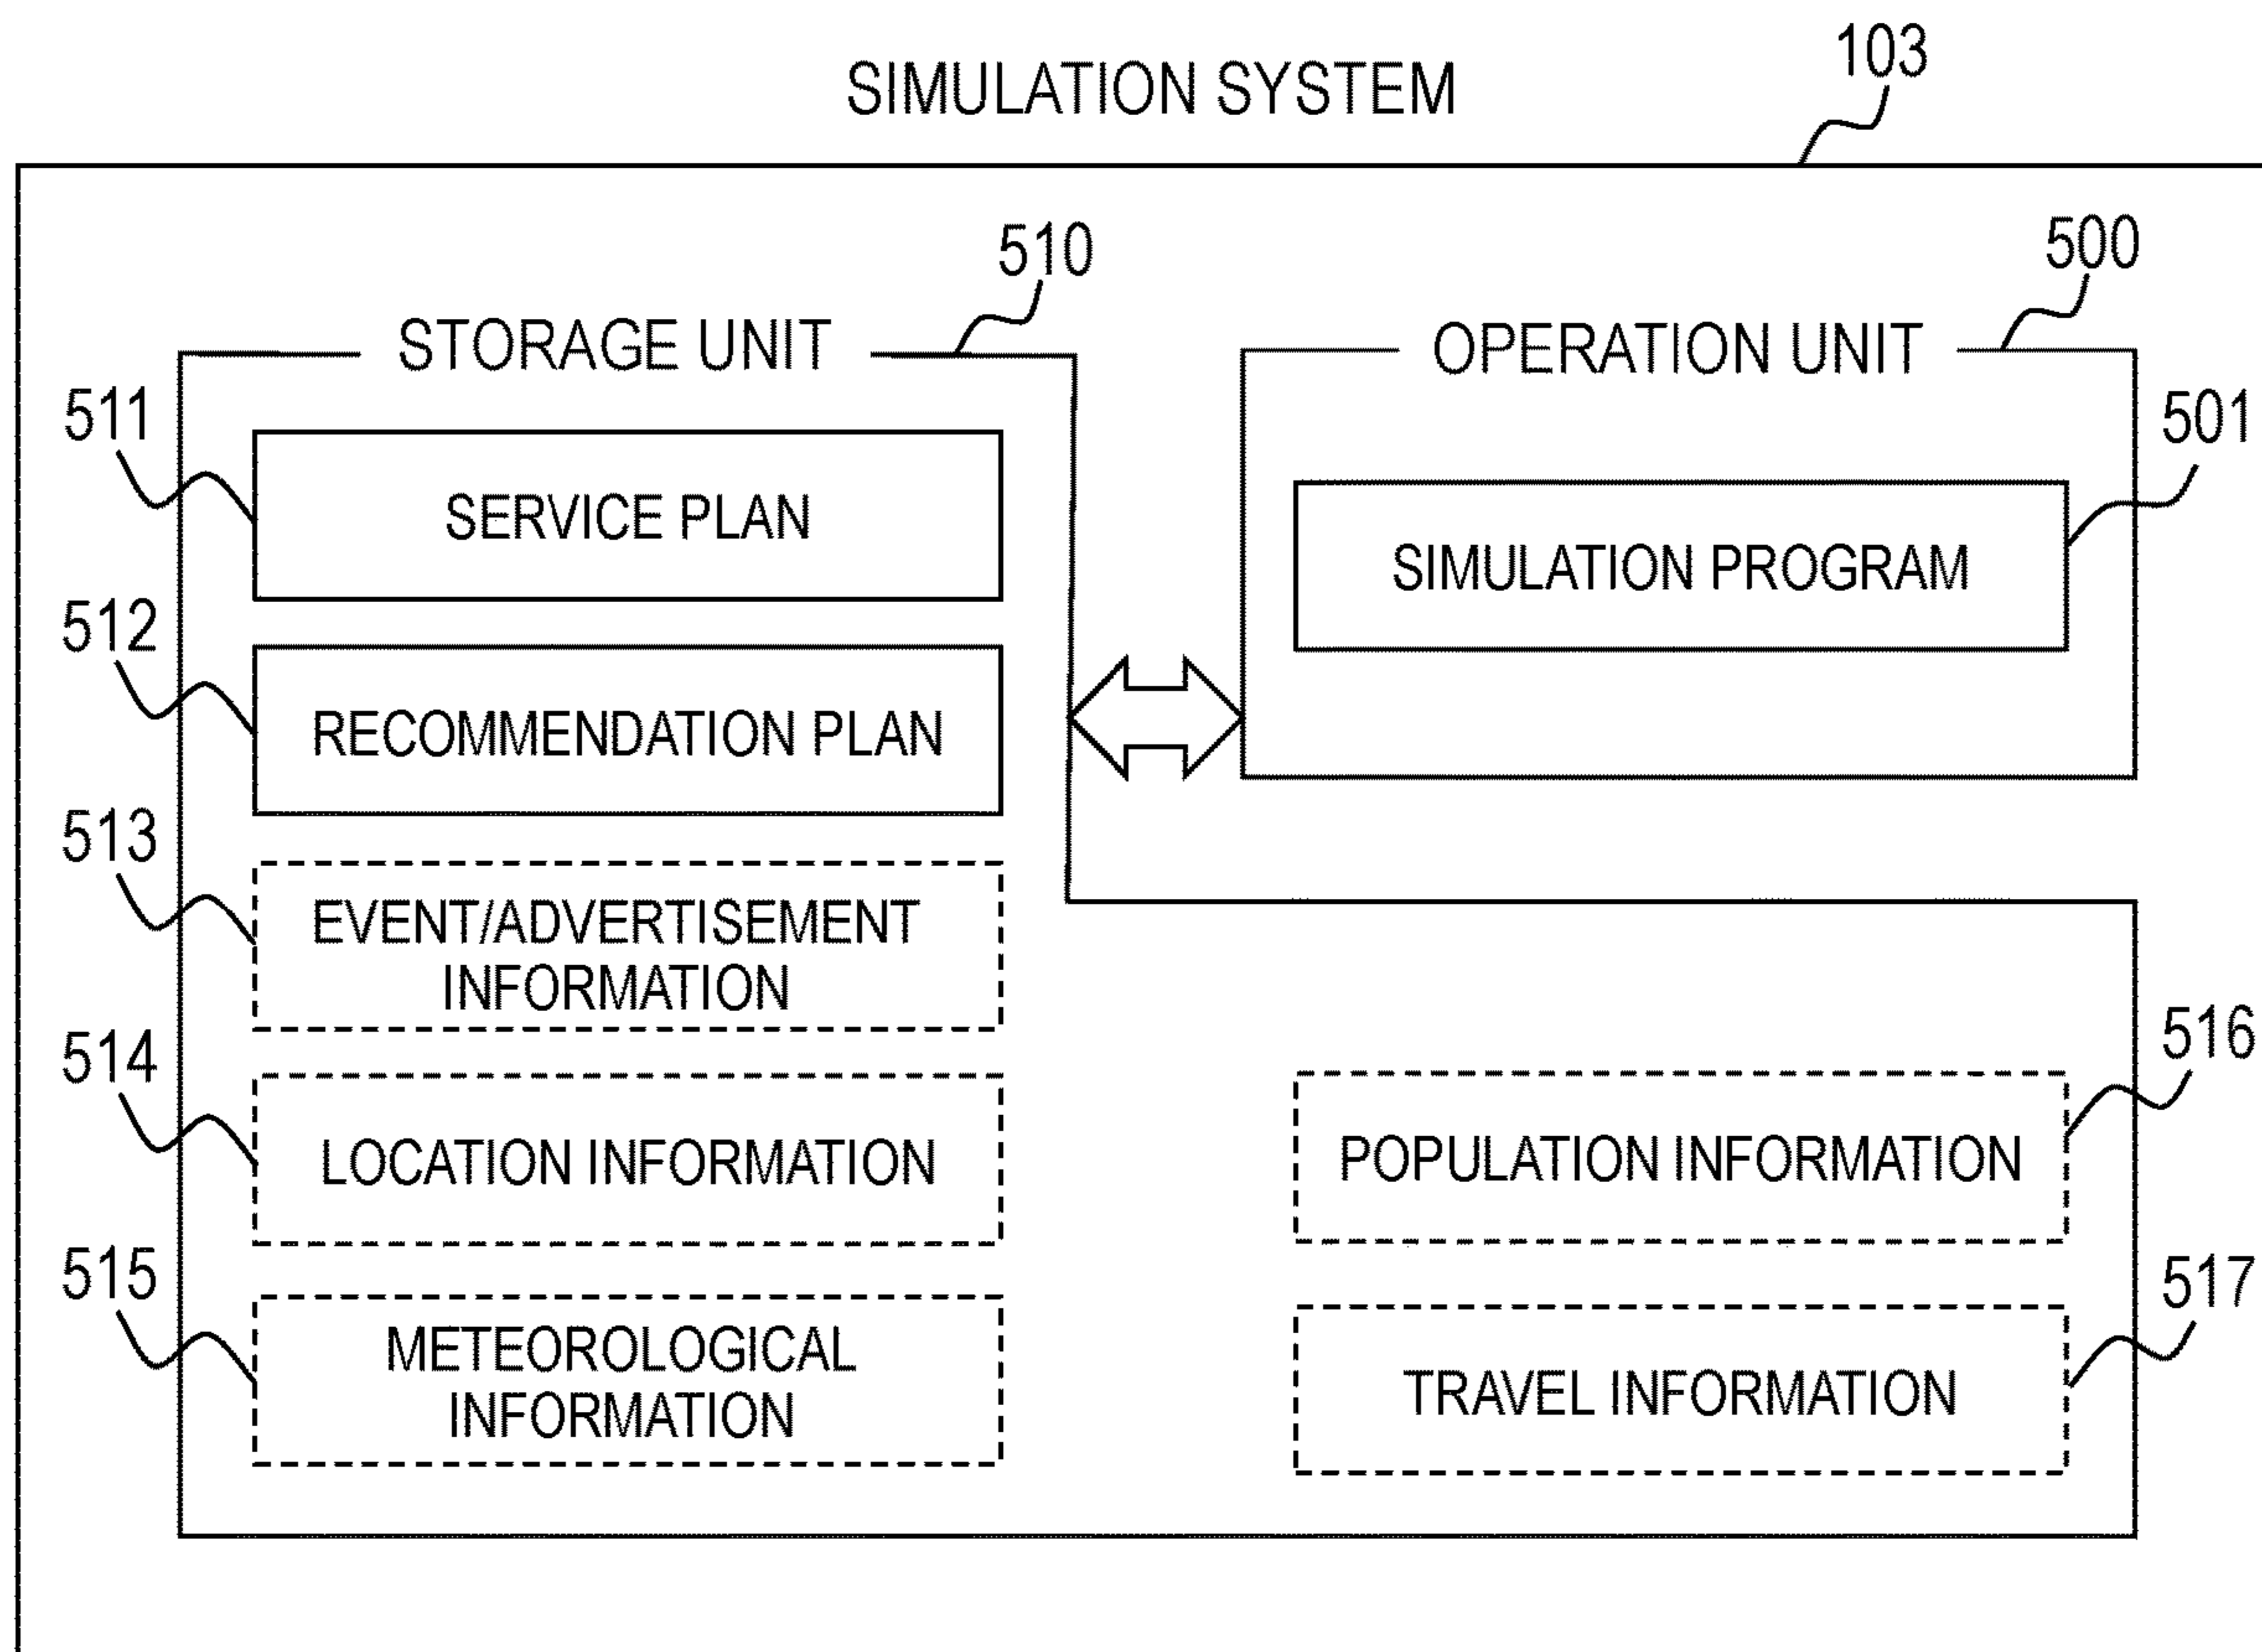 SIMULATION SYSTEM
103
510
500
STORAGE UNIT
OPERATION UNIT
511
SERVICE PLAN
501
SIMULATION PROGRAM
512
RECOMMENDATION PLAN
513
EVENT/ADVERTISEMENT
INFORMATION
514
LOCATION INFORMATION
516
POPULATION INFORMATION
515
METEOROLOGICAL
INFORMATION
517
TRAVEL INFORMATION